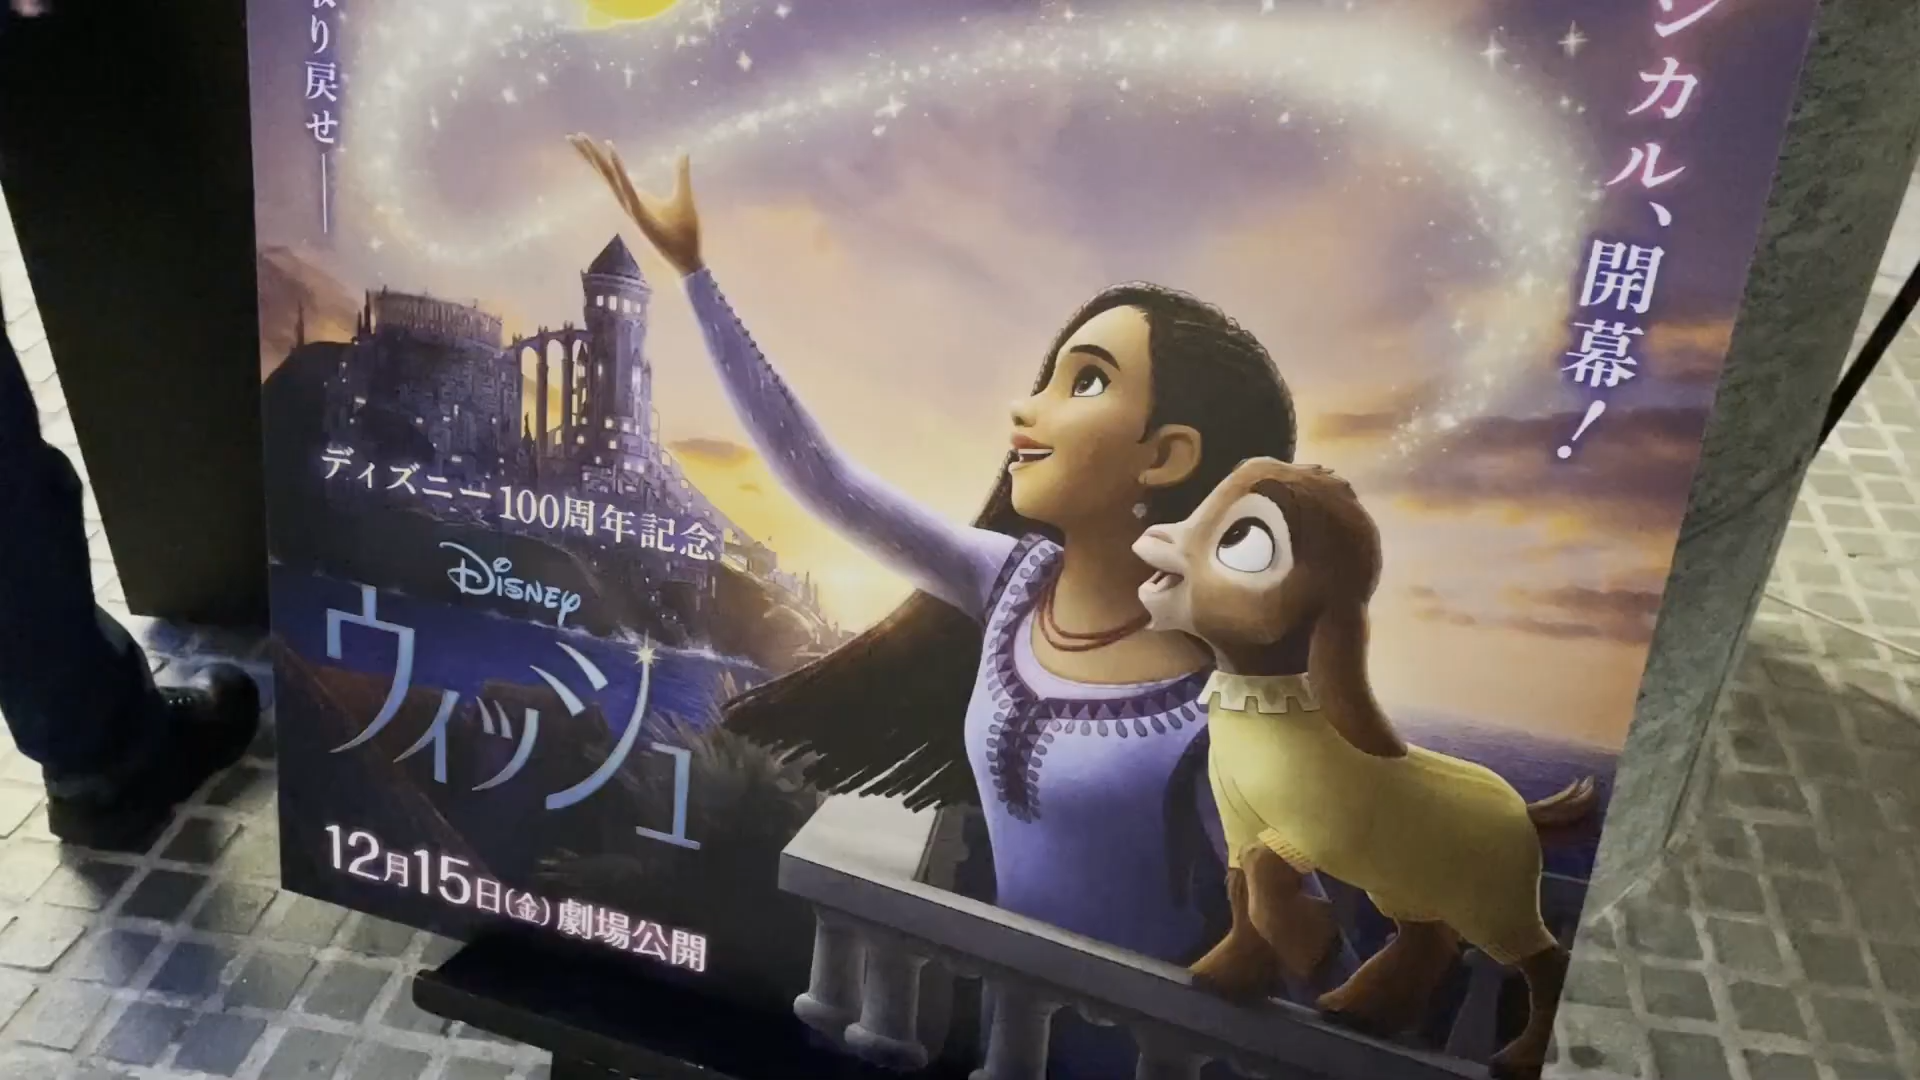 ンカル、開幕！
り戻せ――
ディズニー100周年記念
Disney
ウィッシュ
12月15日(金)劇場公開